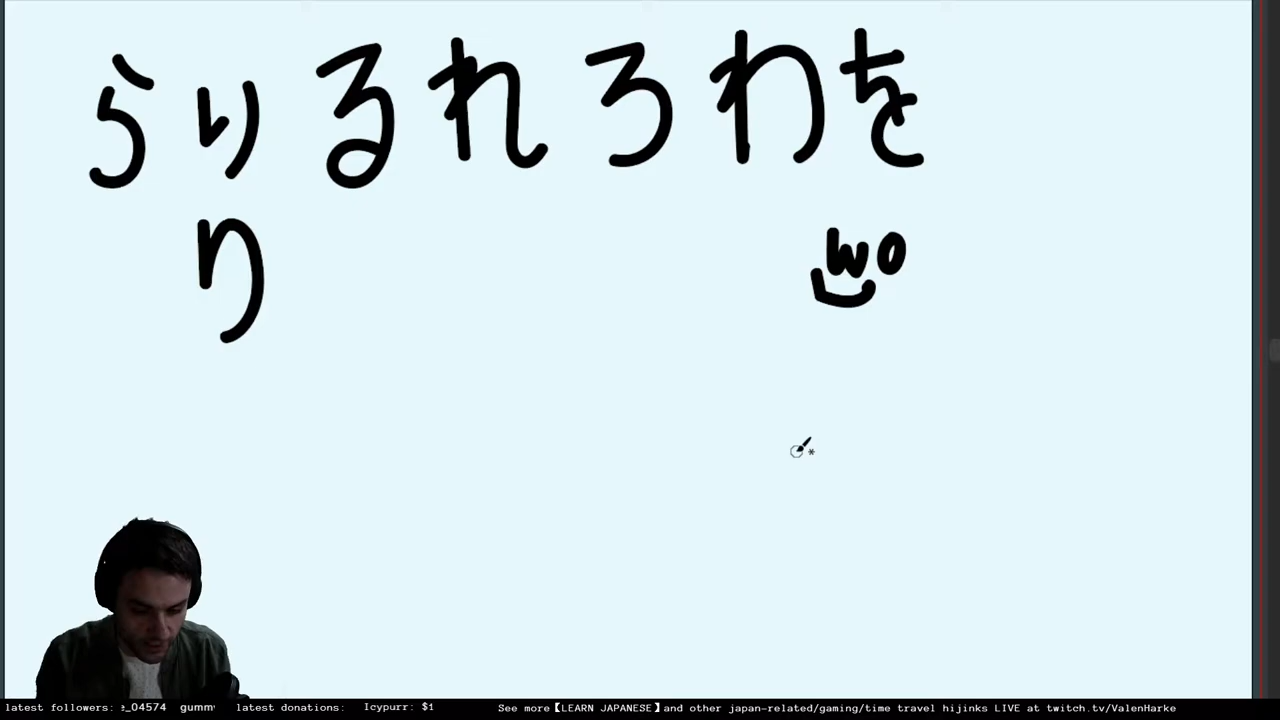 らりるれろわを
り
wo
latest followers: e_04574 gumm latest donations: Icypurr: $1 See more【LEARN JAPANESE】and other japan-related/gaming/time travel hijinks LIVE at twitch.tv/ValenHarke